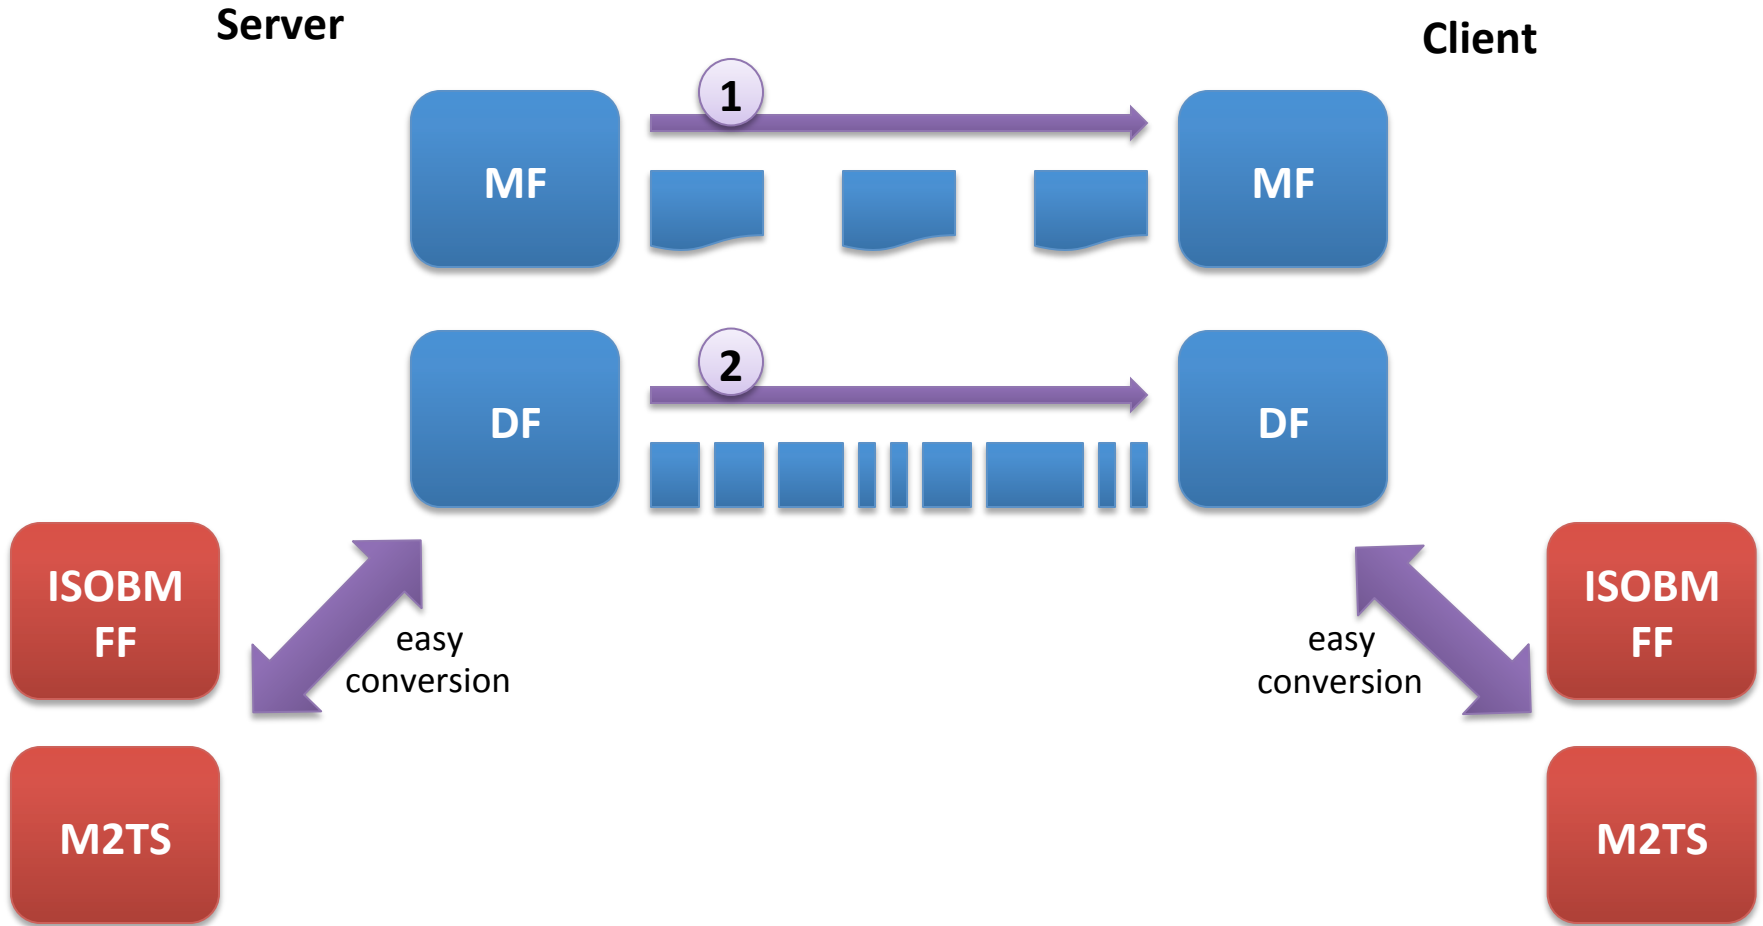 Server
Client
1
MF
MF
2
DF
DF
ISOBM
FF
easy
conversion
easy
conversion
ISOBM
FF
M2TS
M2TS